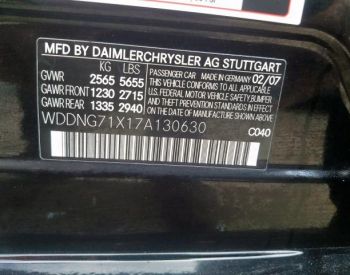 MFD BY DAIMLERCHRYSLER AG STUTTGART
KG LBS
PASSENGER CAR MADE IN GERMANY 02/07
GVWR 2565 5655
THIS VEHICLE CONFORMS TO ALL APPLICABLE
GAWR FRONT 1230 2715
U.S. FEDERAL MOTOR VEHICLE SAFETY, BUMPER
GAWR REAR 1335 2940
AND THEFT PREVENTION STANDARDS IN EFFECT
ON THE DATE OF MANUFACTURE SHOWN ABOVE
WDDNG71X17A130630
C040